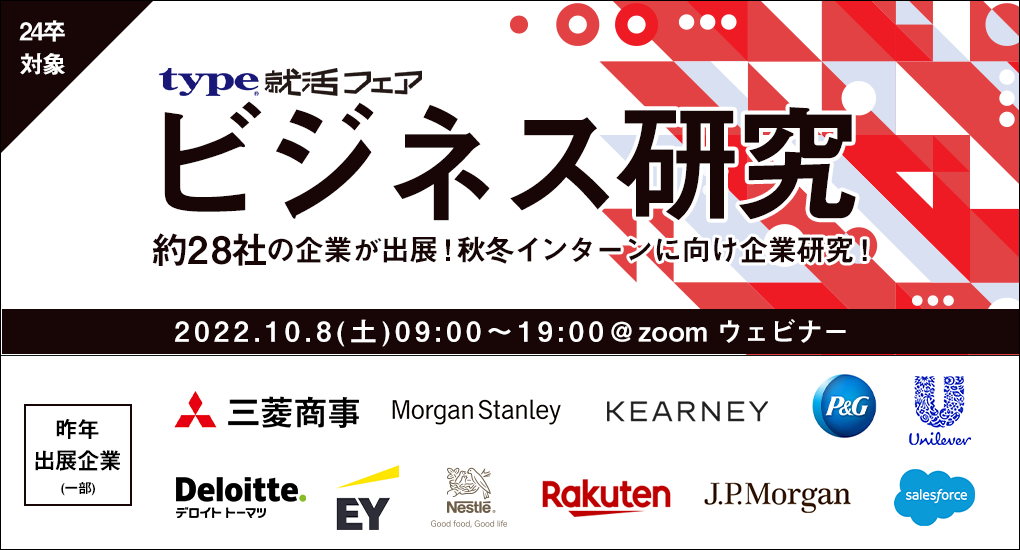 24卒
対象
type®就活フェア
ビジネス研究
約28社の企業が出展！秋冬インターンに向け企業研究！
2022.10.8(土)09:00～19:00@zoom ウェビナー
昨年
出展企業
(一部)
三菱商事
Morgan Stanley
KEARNEY
P&G
Unilever
Deloitte.
デロイト トーマツ
EY
Nestlé®
Good food, Good life
Rakuten
J.P.Morgan
salesforce